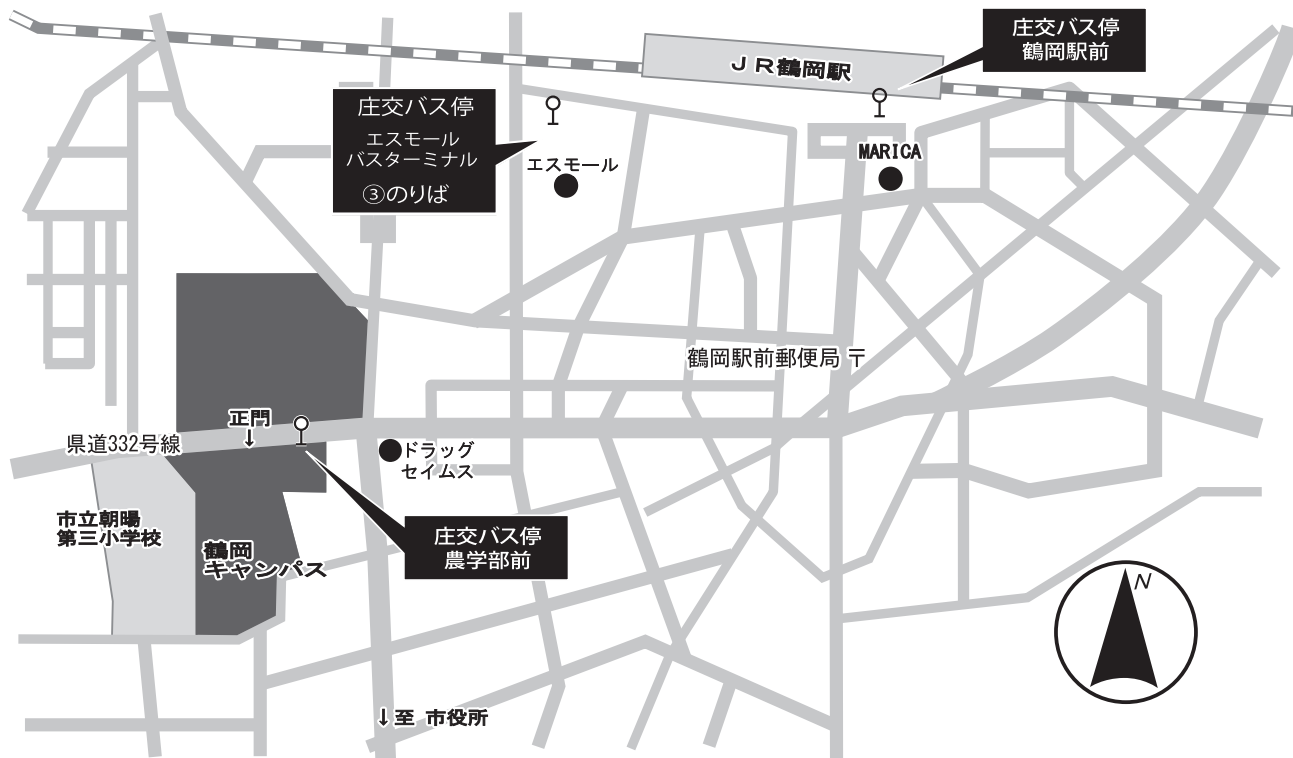 庄交バス停
鶴岡駅前
JR鶴岡駅
庄交バス停
エスモール
バスターミナル
③のりば
エスモール
MARICA
鶴岡駅前郵便局 〒
正門
↓
県道332号線
ドラッグ
セイムス
市立朝暘
第三小学校
庄交バス停
農学部前
鶴岡
キャンパス
N
↓至 市役所